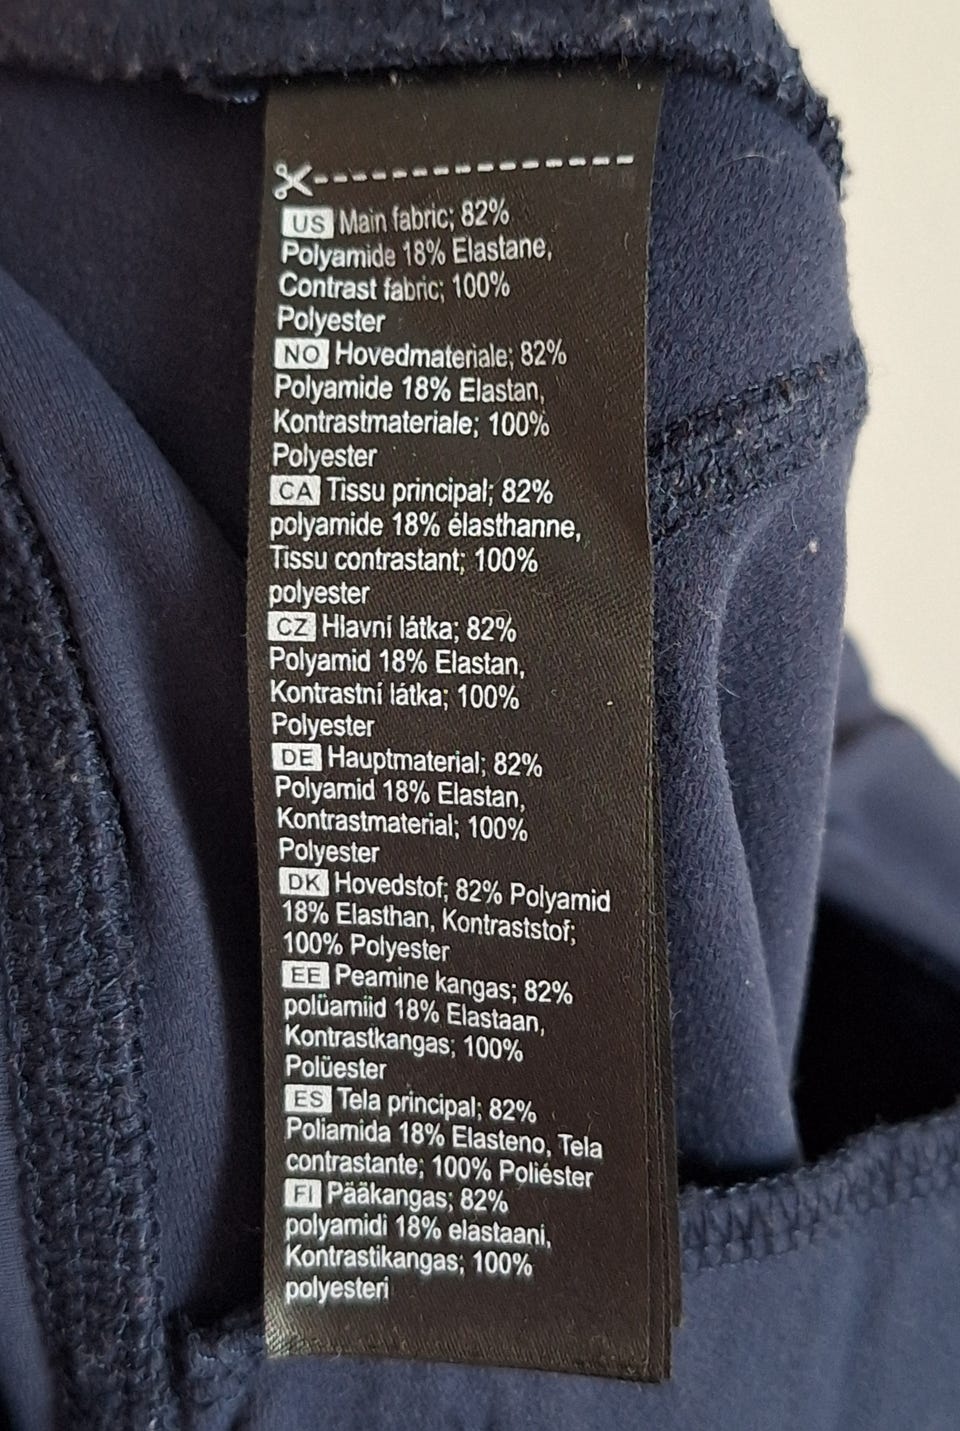 US Main fabric; 82%
Polyamide 18% Elastane,
Contrast fabric; 100%
Polyester
NO Hovedmateriale; 82%
Polyamide 18% Elastan,
Kontrastmateriale; 100%
Polyester
CA Tissu principal; 82%
polyamide 18% élasthanne,
Tissu contrastant; 100%
polyester
CZ Hlavní látka; 82%
Polyamid 18% Elastan,
Kontrastní látka; 100%
Polyester
DE Hauptmaterial; 82%
Polyamid 18% Elastan,
Kontrastmaterial; 100%
Polyester
DK Hovedstof; 82% Polyamid
18% Elasthan, Kontraststof;
100% Polyester
EE Peamine kangas; 82%
polüamiid 18% Elastaan,
Kontrastkangas; 100%
Polüester
ES Tela principal; 82%
Poliamida 18% Elasteno, Tela
contrastante; 100% Poliéster
FI Pääkangas; 82%
polyamidi 18% elastaani,
Kontrastikangas; 100%
polyesteri